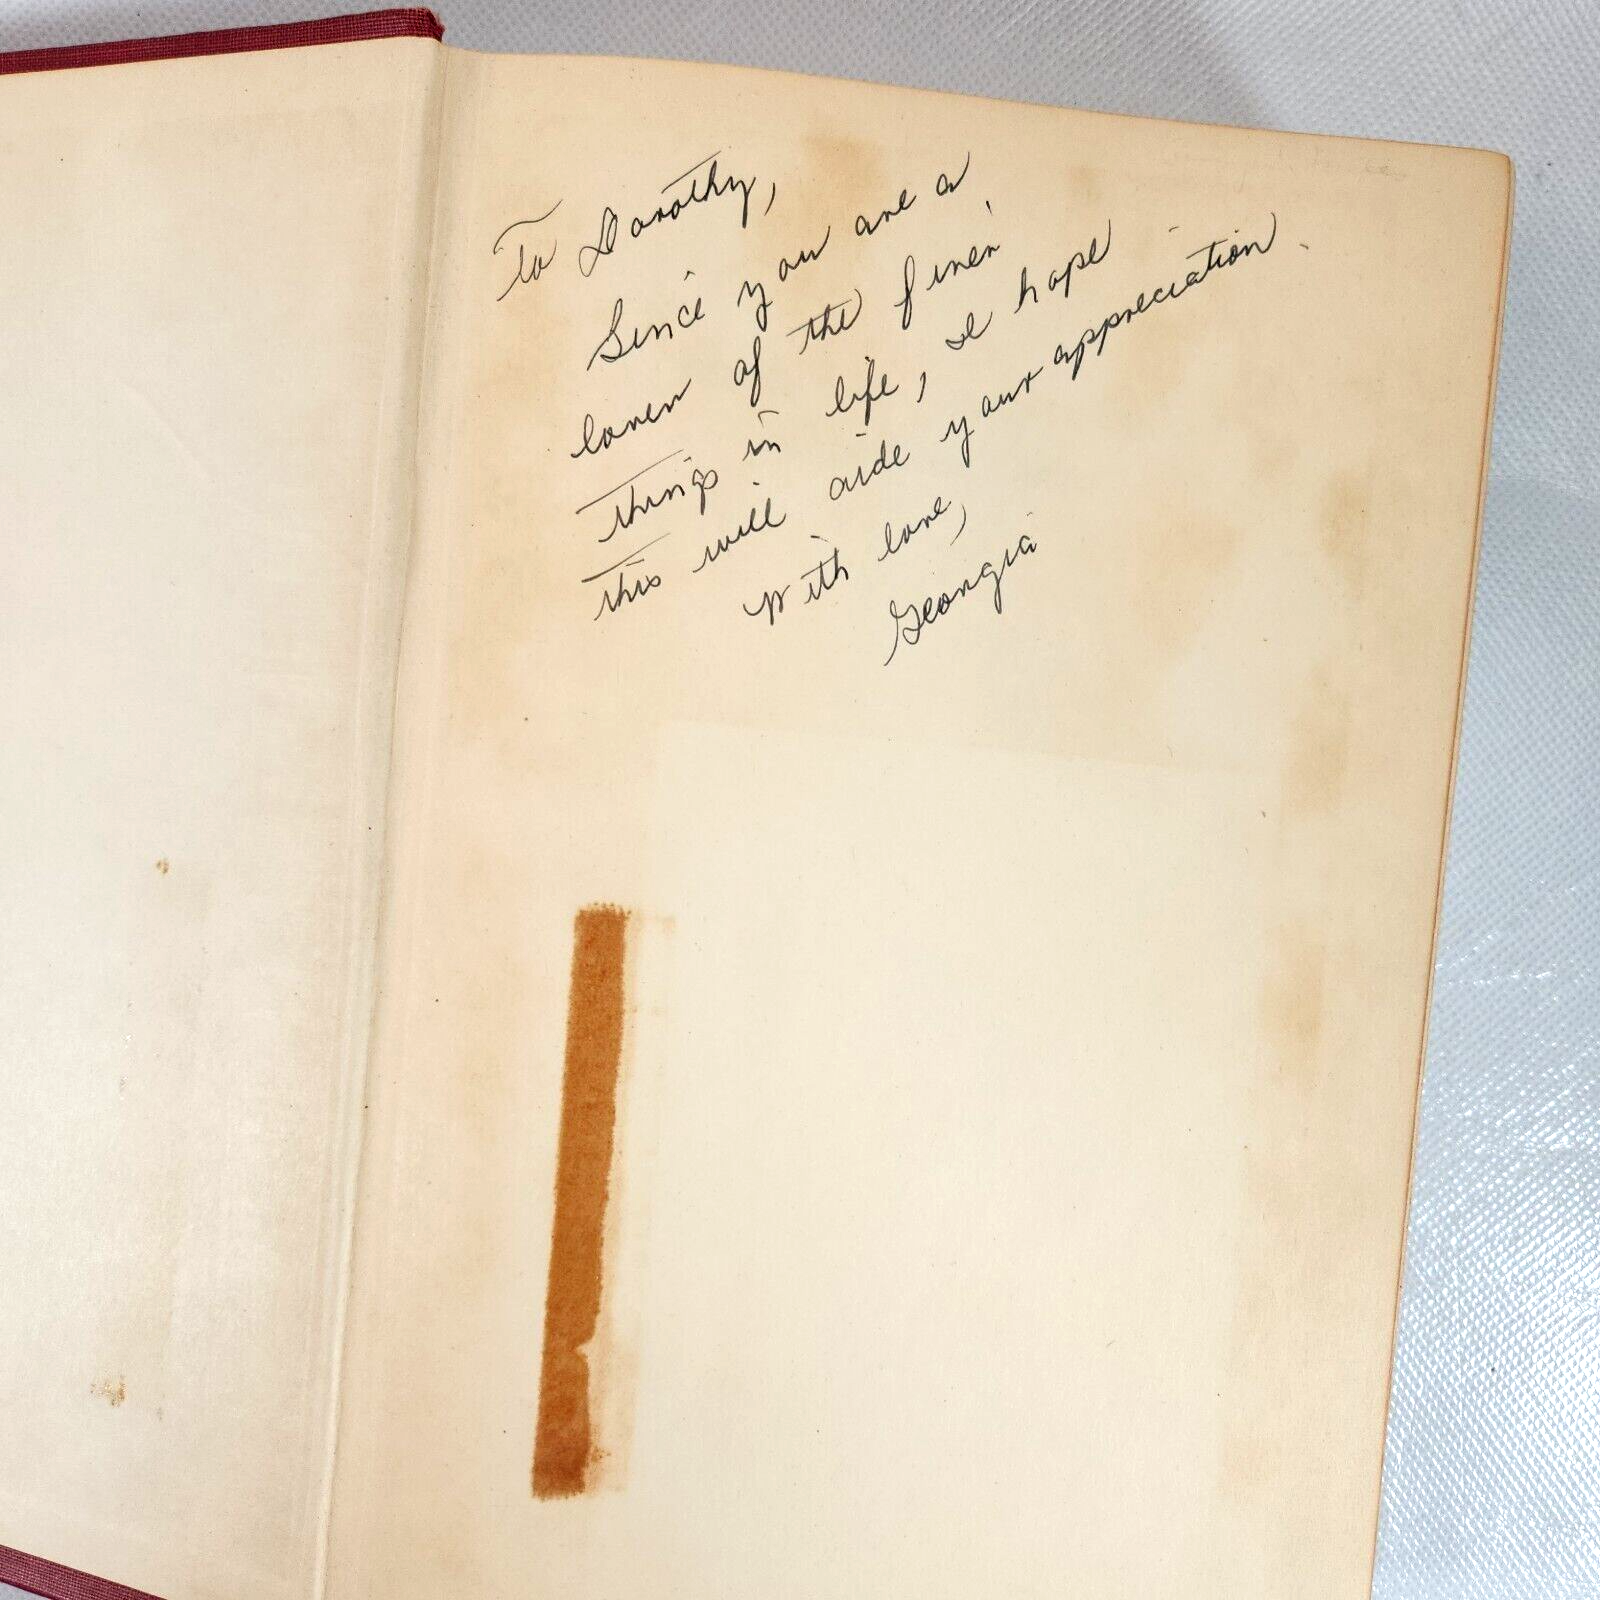 To Dorothy,
Since you are a
lover of the finer
things in life, I hope
this will aide your appreciation.
With love,
Georgia